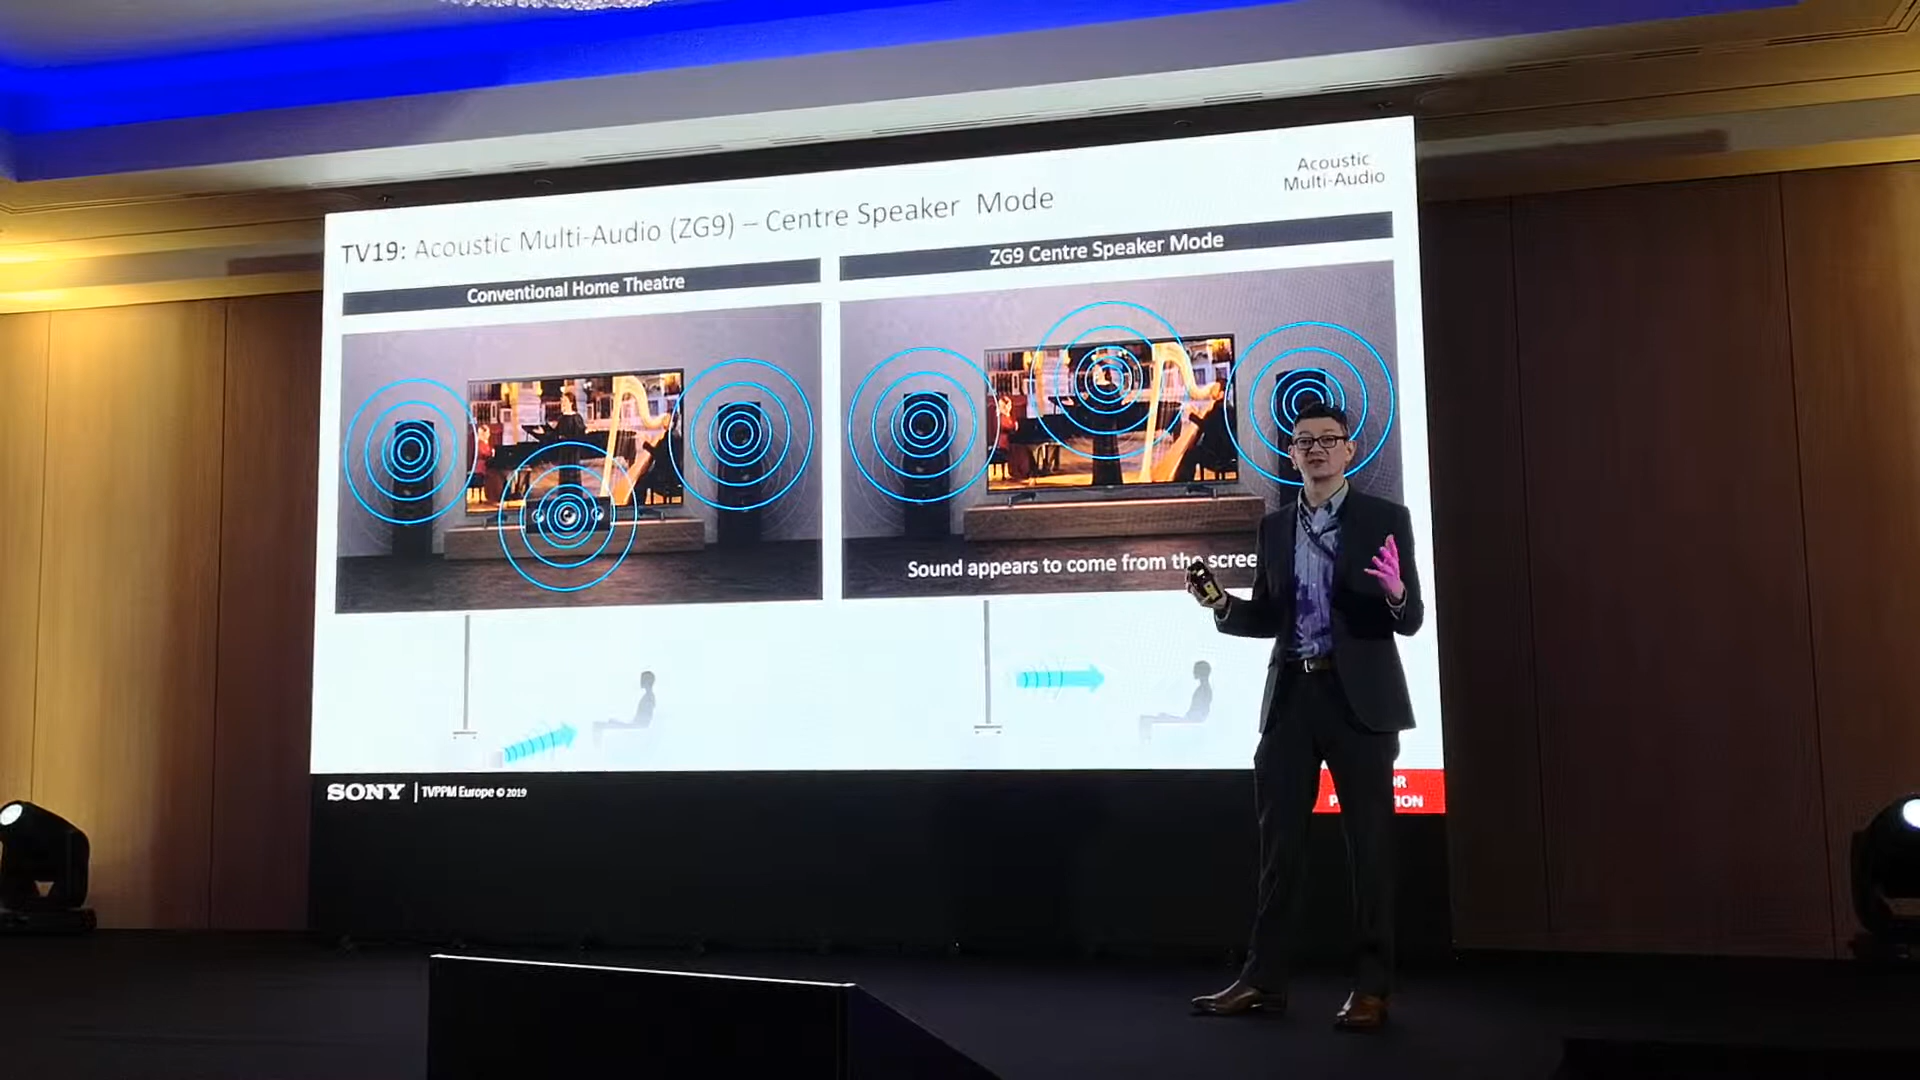 Acoustic
Multi-Audio
TV19: Acoustic Multi-Audio (ZG9) – Centre Speaker Mode
Conventional Home Theatre
ZG9 Centre Speaker Mode
Sound appears to come from the scree
SONY
TVPPM Europe © 2019